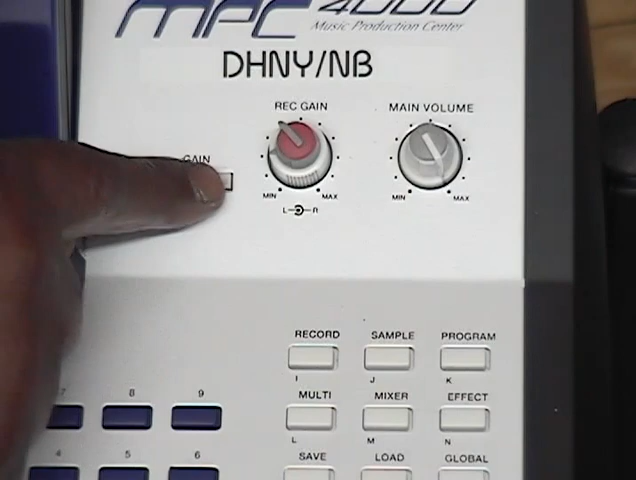 MPC 4000
Music Production Center
DHNY/NB
REC GAIN
MAIN VOLUME
GAIN
MIN MAX
MIN MAX
L R
RECORD SAMPLE PROGRAM
I J K
7 8 9
MULTI MIXER EFFECT
L M N
4 5 6
SAVE LOAD GLOBAL